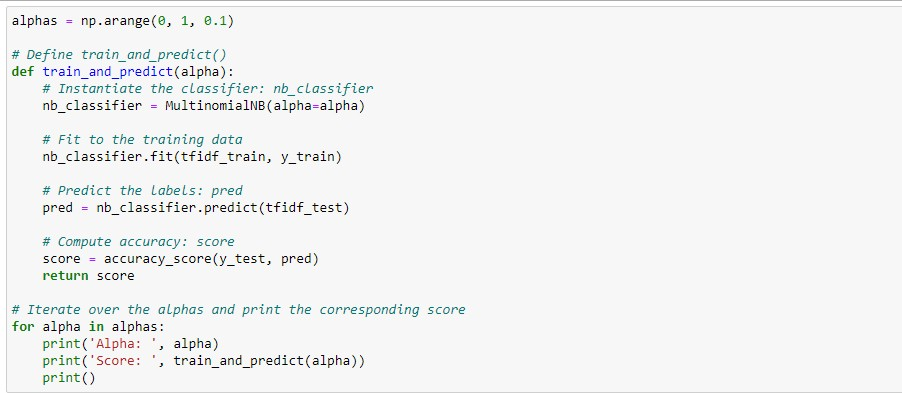 alphas = np.arange(0, 1, 0.1)

# Define train_and_predict()
def train_and_predict(alpha):
    # Instantiate the classifier: nb_classifier
    nb_classifier = MultinomialNB(alpha=alpha)

    # Fit to the training data
    nb_classifier.fit(tfidf_train, y_train)

    # Predict the labels: pred
    pred = nb_classifier.predict(tfidf_test)

    # Compute accuracy: score
    score = accuracy_score(y_test, pred)
    return score

# Iterate over the alphas and print the corresponding score
for alpha in alphas:
    print('Alpha: ', alpha)
    print('Score: ', train_and_predict(alpha))
    print()